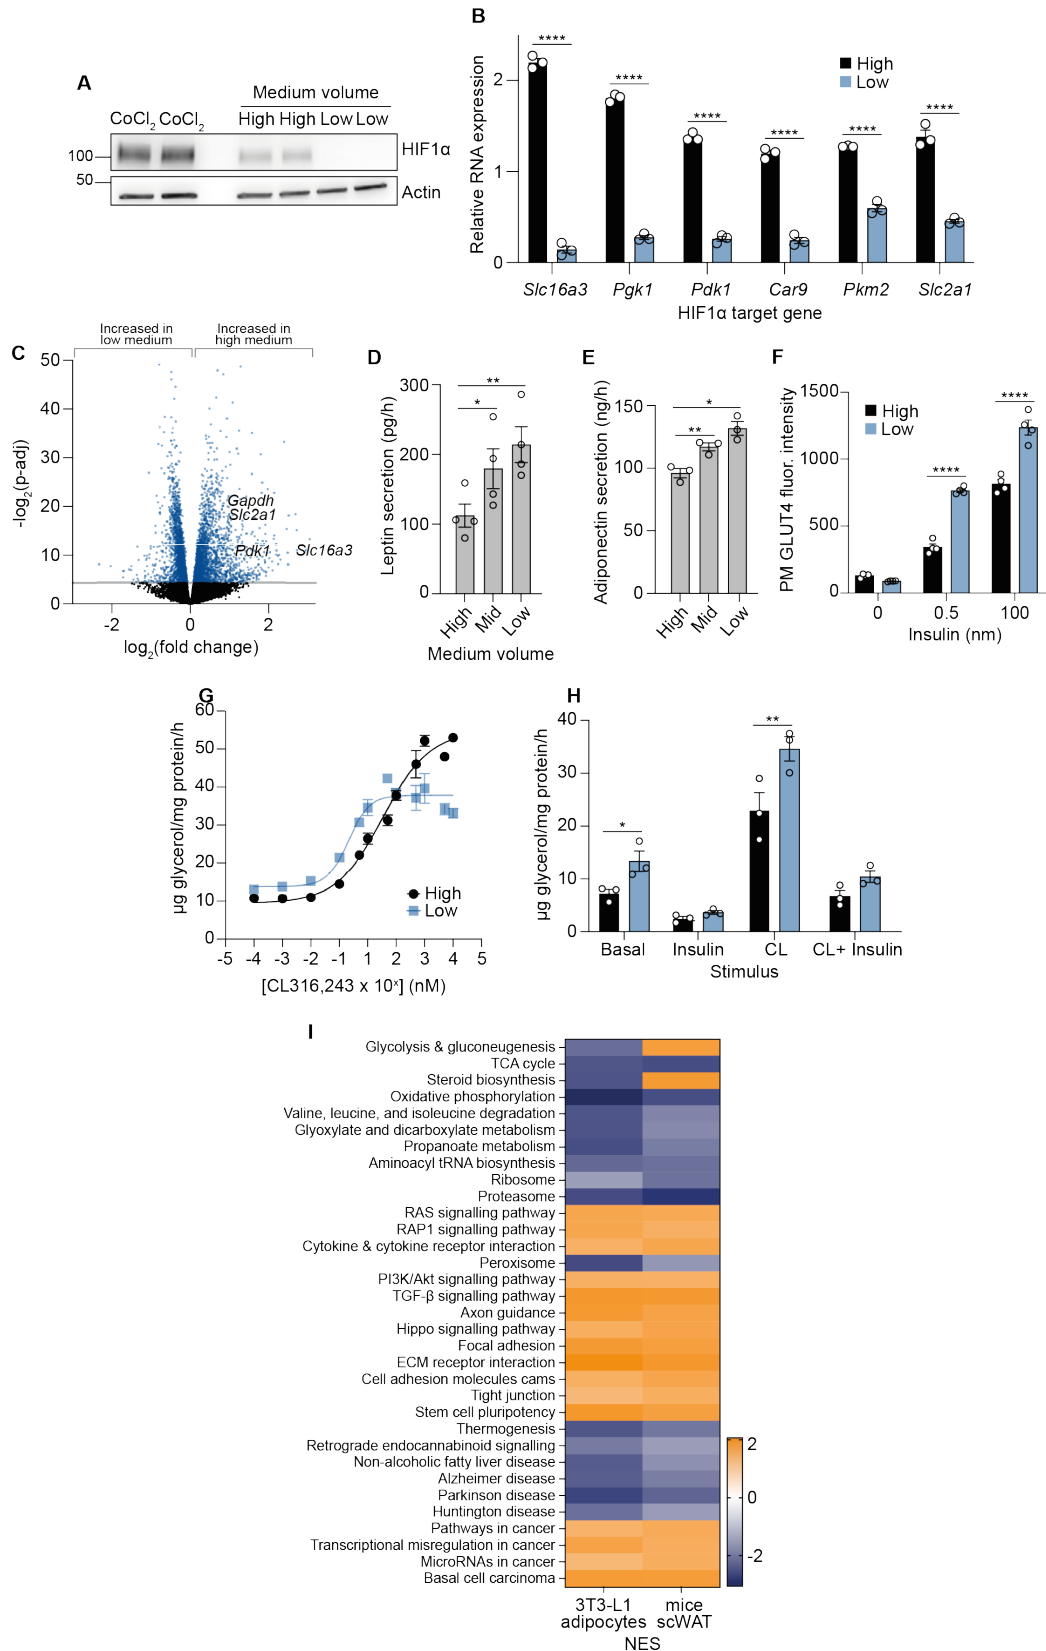 A
Medium volume
CoCl2 CoCl2 High High Low Low
100
HIF1α
50
Actin
B
Relative RNA expression
2
1
0
High
Low
****
****
****
****
****
****
Slc16a3 Pgk1 Pdk1 Car9 Pkm2 Slc2a1
HIF1α target gene
C
Increased in low medium
Increased in high medium
-log2(p-adj)
50
40
30
20
10
0
Gapdh
Slc2a1
Pdk1
Slc16a3
-2 0 2
log2(fold change)
D
Leptin secretion (pg/h)
300
200
100
0
**
*
High Mid Low
Medium volume
E
Adiponectin secretion (ng/h)
150
100
50
0
*
**
High Mid Low
F
PM GLUT4 fluor. intensity
1500
1000
500
0
High
Low
****
****
0 0.5 100
Insulin (nm)
G
µg glycerol/mg protein/h
60
50
40
30
20
10
0
High
Low
-5 -4 -3 -2 -1 1 2 3 4 5
[CL316,243 x 10ˣ] (nM)
H
µg glycerol/mg protein/h
40
30
20
10
0
*
**
Basal Insulin CL CL+ Insulin
Stimulus
I
Glycolysis & gluconeugenesis
TCA cycle
Steroid biosynthesis
Oxidative phosphorylation
Valine, leucine, and isoleucine degradation
Glyoxylate and dicarboxylate metabolism
Propanoate metabolism
Aminoacyl tRNA biosynthesis
Ribosome
Proteasome
RAS signalling pathway
RAP1 signalling pathway
Cytokine & cytokine receptor interaction
Peroxisome
PI3K/Akt signalling pathway
TGF-β signalling pathway
Axon guidance
Hippo signalling pathway
Focal adhesion
ECM receptor interaction
Cell adhesion molecules cams
Tight junction
Stem cell pluripotency
Thermogenesis
Retrograde endocannabinoid signalling
Non-alcoholic fatty liver disease
Alzheimer disease
Parkinson disease
Huntington disease
Pathways in cancer
Transcriptional misregulation in cancer
MicroRNAs in cancer
Basal cell carcinoma
2
0
-2
3T3-L1 adipocytes
mice scWAT
NES